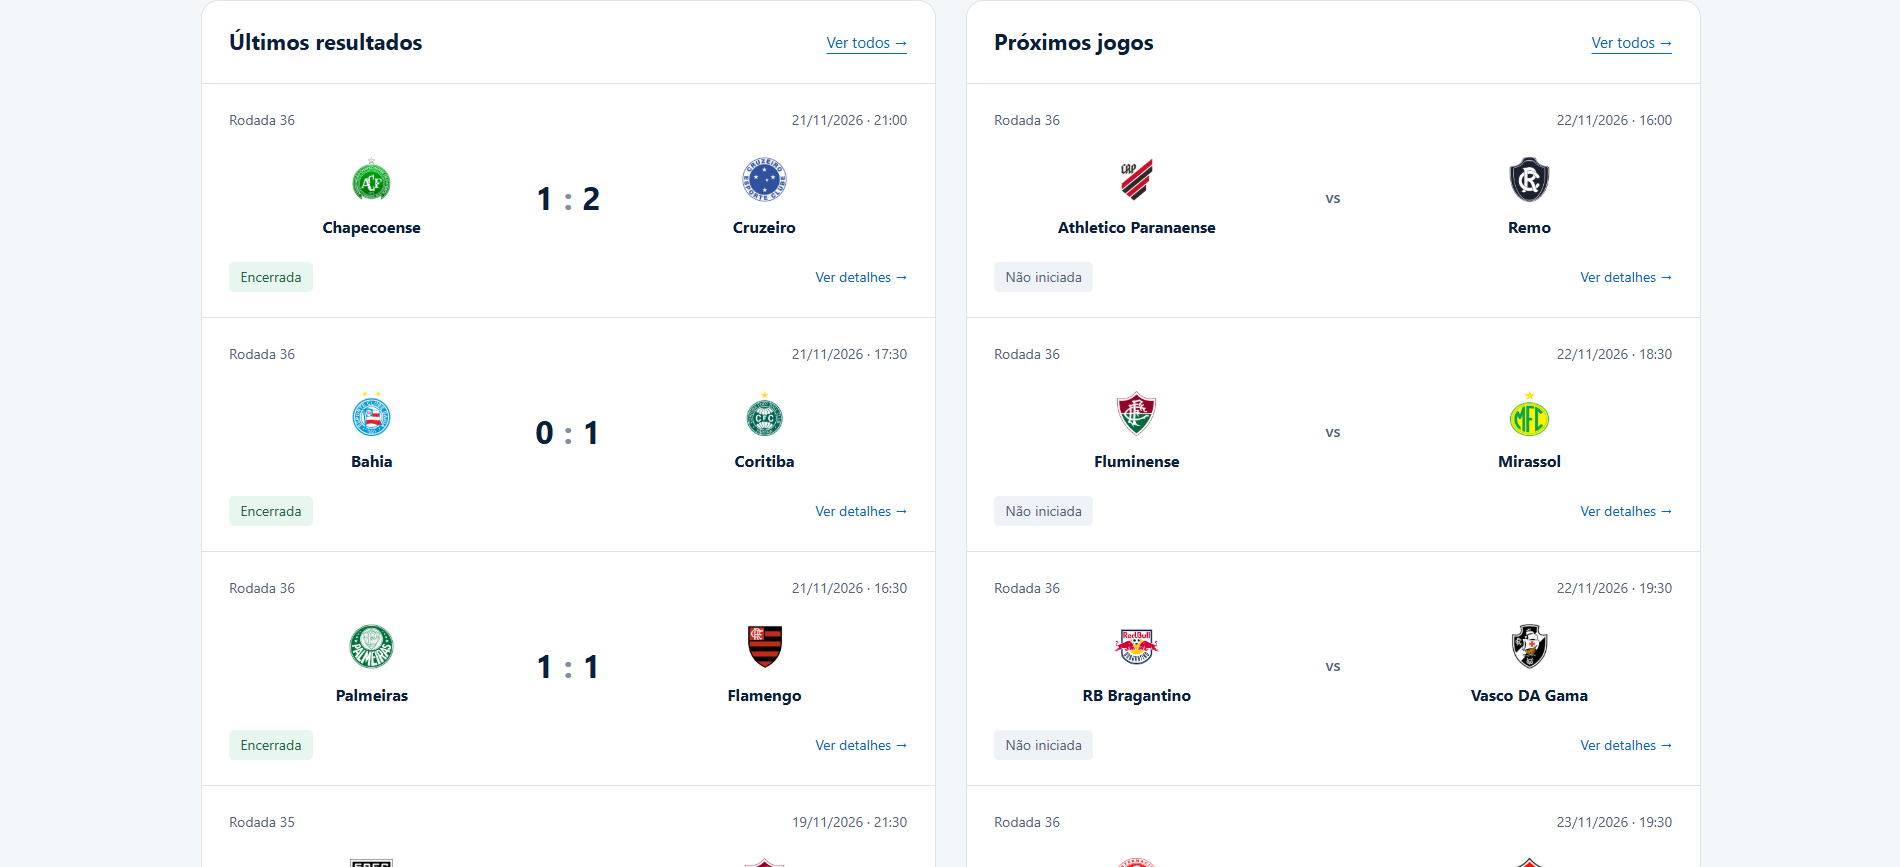 Últimos resultados
Ver todos →
Rodada 36
21/11/2026 · 21:00
Chapecoense
1 : 2
Cruzeiro
Encerrada
Ver detalhes →
Rodada 36
21/11/2026 · 17:30
Bahia
0 : 1
Coritiba
Encerrada
Ver detalhes →
Rodada 36
21/11/2026 · 16:30
PALMEIRAS
Palmeiras
1 : 1
Flamengo
Encerrada
Ver detalhes →
Rodada 35
19/11/2026 · 21:30
Próximos jogos
Ver todos →
Rodada 36
22/11/2026 · 16:00
CAP
Athletico Paranaense
vs
Remo
Não iniciada
Ver detalhes →
Rodada 36
22/11/2026 · 18:30
Fluminense
vs
MFC
Mirassol
Não iniciada
Ver detalhes →
Rodada 36
22/11/2026 · 19:30
RedBull
RB Bragantino
vs
Vasco DA Gama
Não iniciada
Ver detalhes →
Rodada 36
23/11/2026 · 19:30